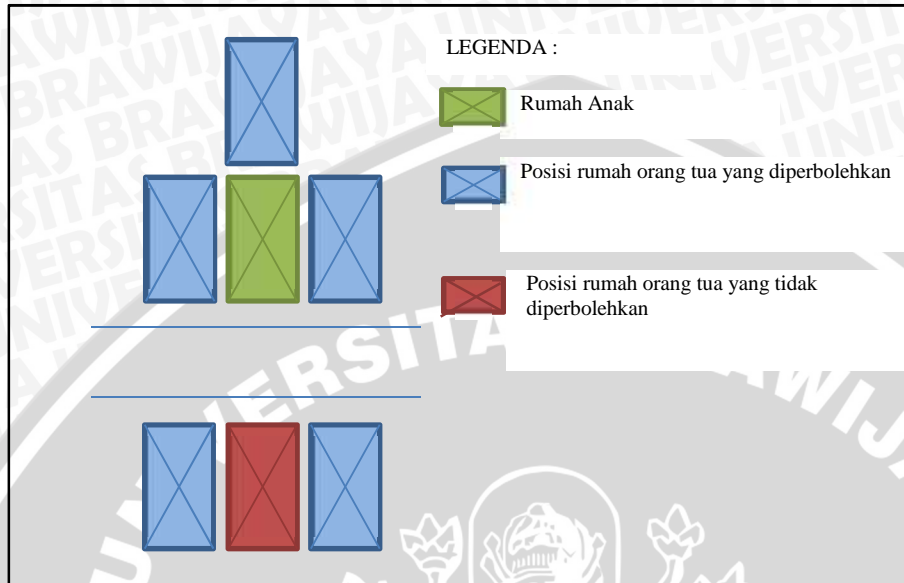 LEGENDA :
Rumah Anak
Posisi rumah orang tua yang diperbolehkan
Posisi rumah orang tua yang tidak
diperbolehkan